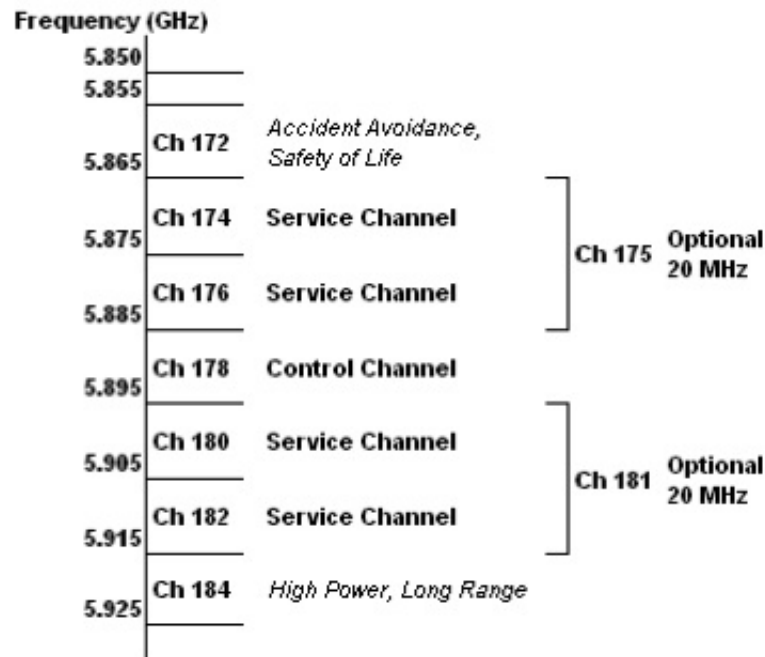 Frequency (GHz)
5.850
5.855
Ch 172 Accident Avoidance,
Safety of Life
5.865
Ch 174 Service Channel
5.875
Ch 175 Optional
20 MHz
Ch 176 Service Channel
5.885
Ch 178 Control Channel
5.895
Ch 180 Service Channel
5.905
Ch 181 Optional
20 MHz
Ch 182 Service Channel
5.915
Ch 184 High Power, Long Range
5.925